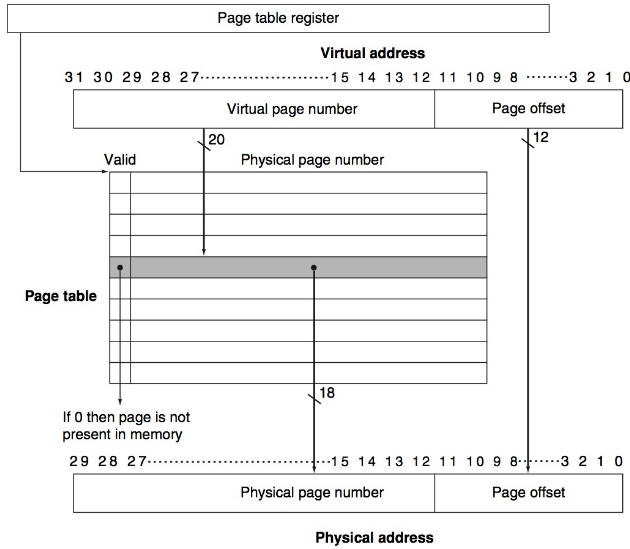 Page table register
Virtual address
31 30 29 28 27 ................... 15 14 13 12 11 10 9 8 ....... 3 2 1 0
Virtual page number Page offset
20 12
Valid Physical page number
Page table
18
If 0 then page is not
present in memory
29 28 27 ........................... 15 14 13 12 11 10 9 8 ....... 3 2 1 0
Physical page number Page offset
Physical address